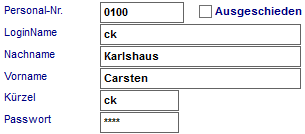 Personal-Nr. 0100 Ausgeschieden
LoginName ck
Nachname Karlshaus
Vorname Carsten
Kürzel ck
Passwort ****